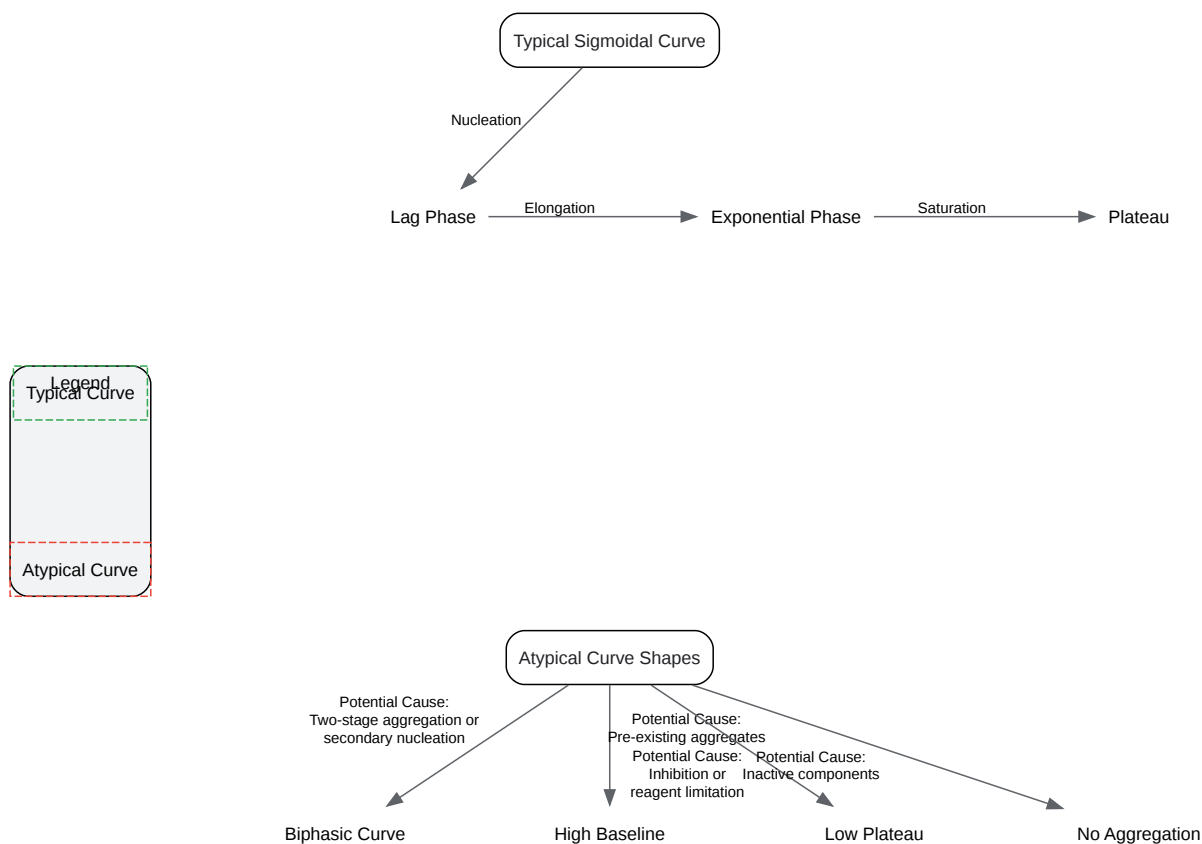 Typical Sigmoidal Curve
Nucleation
Lag Phase
Elongation
Exponential Phase
Saturation
Plateau
Legend
Typical Curve
Atypical Curve
Atypical Curve Shapes
Potential Cause:
Two-stage aggregation or
secondary nucleation
Potential Cause:
Pre-existing aggregates
Potential Cause:
Inhibition or
reagent limitation
Potential Cause:
Inactive components
Biphasic Curve
High Baseline
Low Plateau
No Aggregation